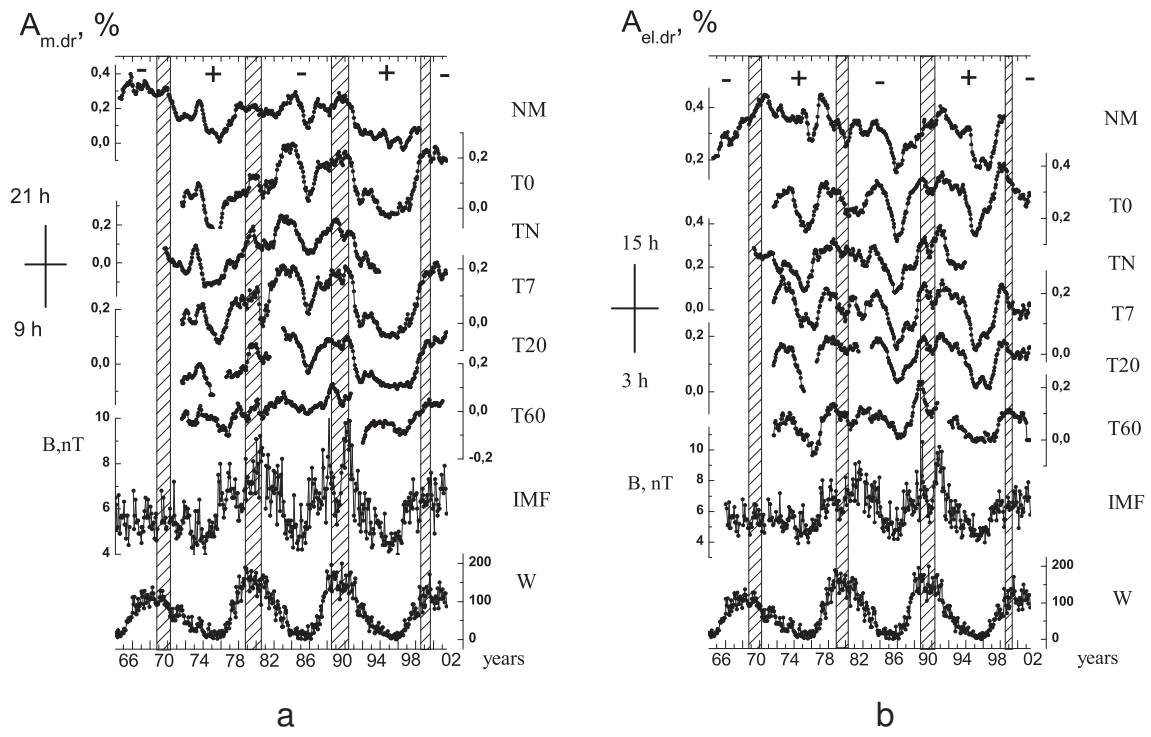 A m.dr, %
- + - + -
0,4
0,2
0,0
NM
0,2
0,0
T0
21 h
9 h
0,2
0,0
TN
0,2
0,0
T7
0,2
0,0
T20
0,2
0,0
-0,2
T60
B,nT
10
8
6
4
IMF
200
100
0
W
66 70 74 78 82 86 90 94 98 02 years
a
A el.dr, %
- + - + -
0,4
0,2
NM
0,4
0,2
T0
15 h
3 h
0,4
0,2
0,0
TN
0,2
0,0
T7
0,2
0,0
T20
0,2
0,0
T60
B, nT
10
8
6
4
IMF
200
100
0
W
66 70 74 78 82 86 90 94 98 02 years
b